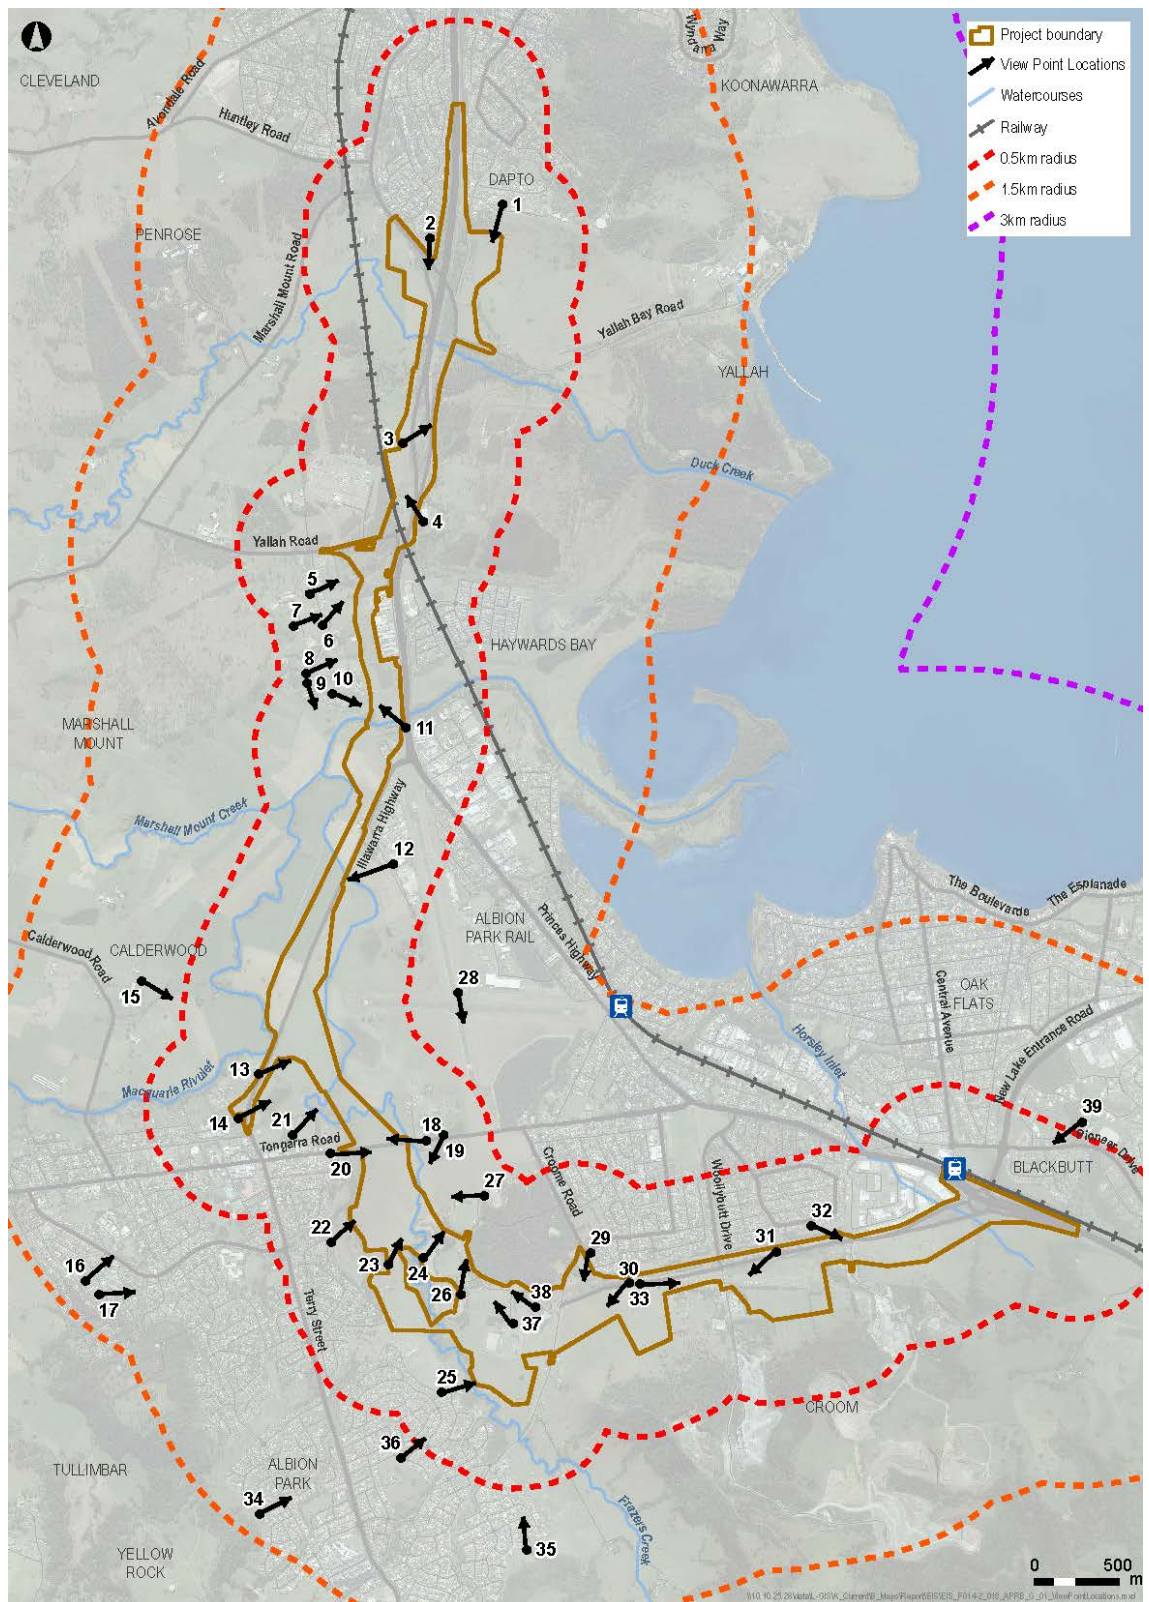 Project boundary
View Point Locations
Watercourses
Railway
0.5km radius
1.5km radius
3km radius
Wyndarra Way
CLEVELAND
Avondale Road
KOONAWARRA
Huntley Road
DAPTO
1
2
PENROSE
Marshall Mount Road
Yallah Bay Road
YALLAH
3
Duck Creek
4
Yallah Road
5
7
6
HAYWARDS BAY
8
9
10
11
MARSHALL
MOUNT
Marshall Mount Creek
Illawarra Highway
12
The Boulevarde
The Esplanade
Calderwood Road
CALDERWOOD
ALBION
PARK RAIL
Princes Highway
28
15
OAK
FLATS
Central Avenue
New Lake Entrance Road
Horsley Inlet
13
Macquarie Rivulet
14
21
Tongarra Road
18
19
20
39
Pioneer Drive
BLACKBUTT
Croome Road
Woollybutt Drive
27
22
23
24
26
29
30
33
31
32
38
37
16
17
Terry Street
25
CROOM
36
TULLIMBAR
ALBION
PARK
34
35
Frazers Creek
YELLOW
ROCK
0 500
m